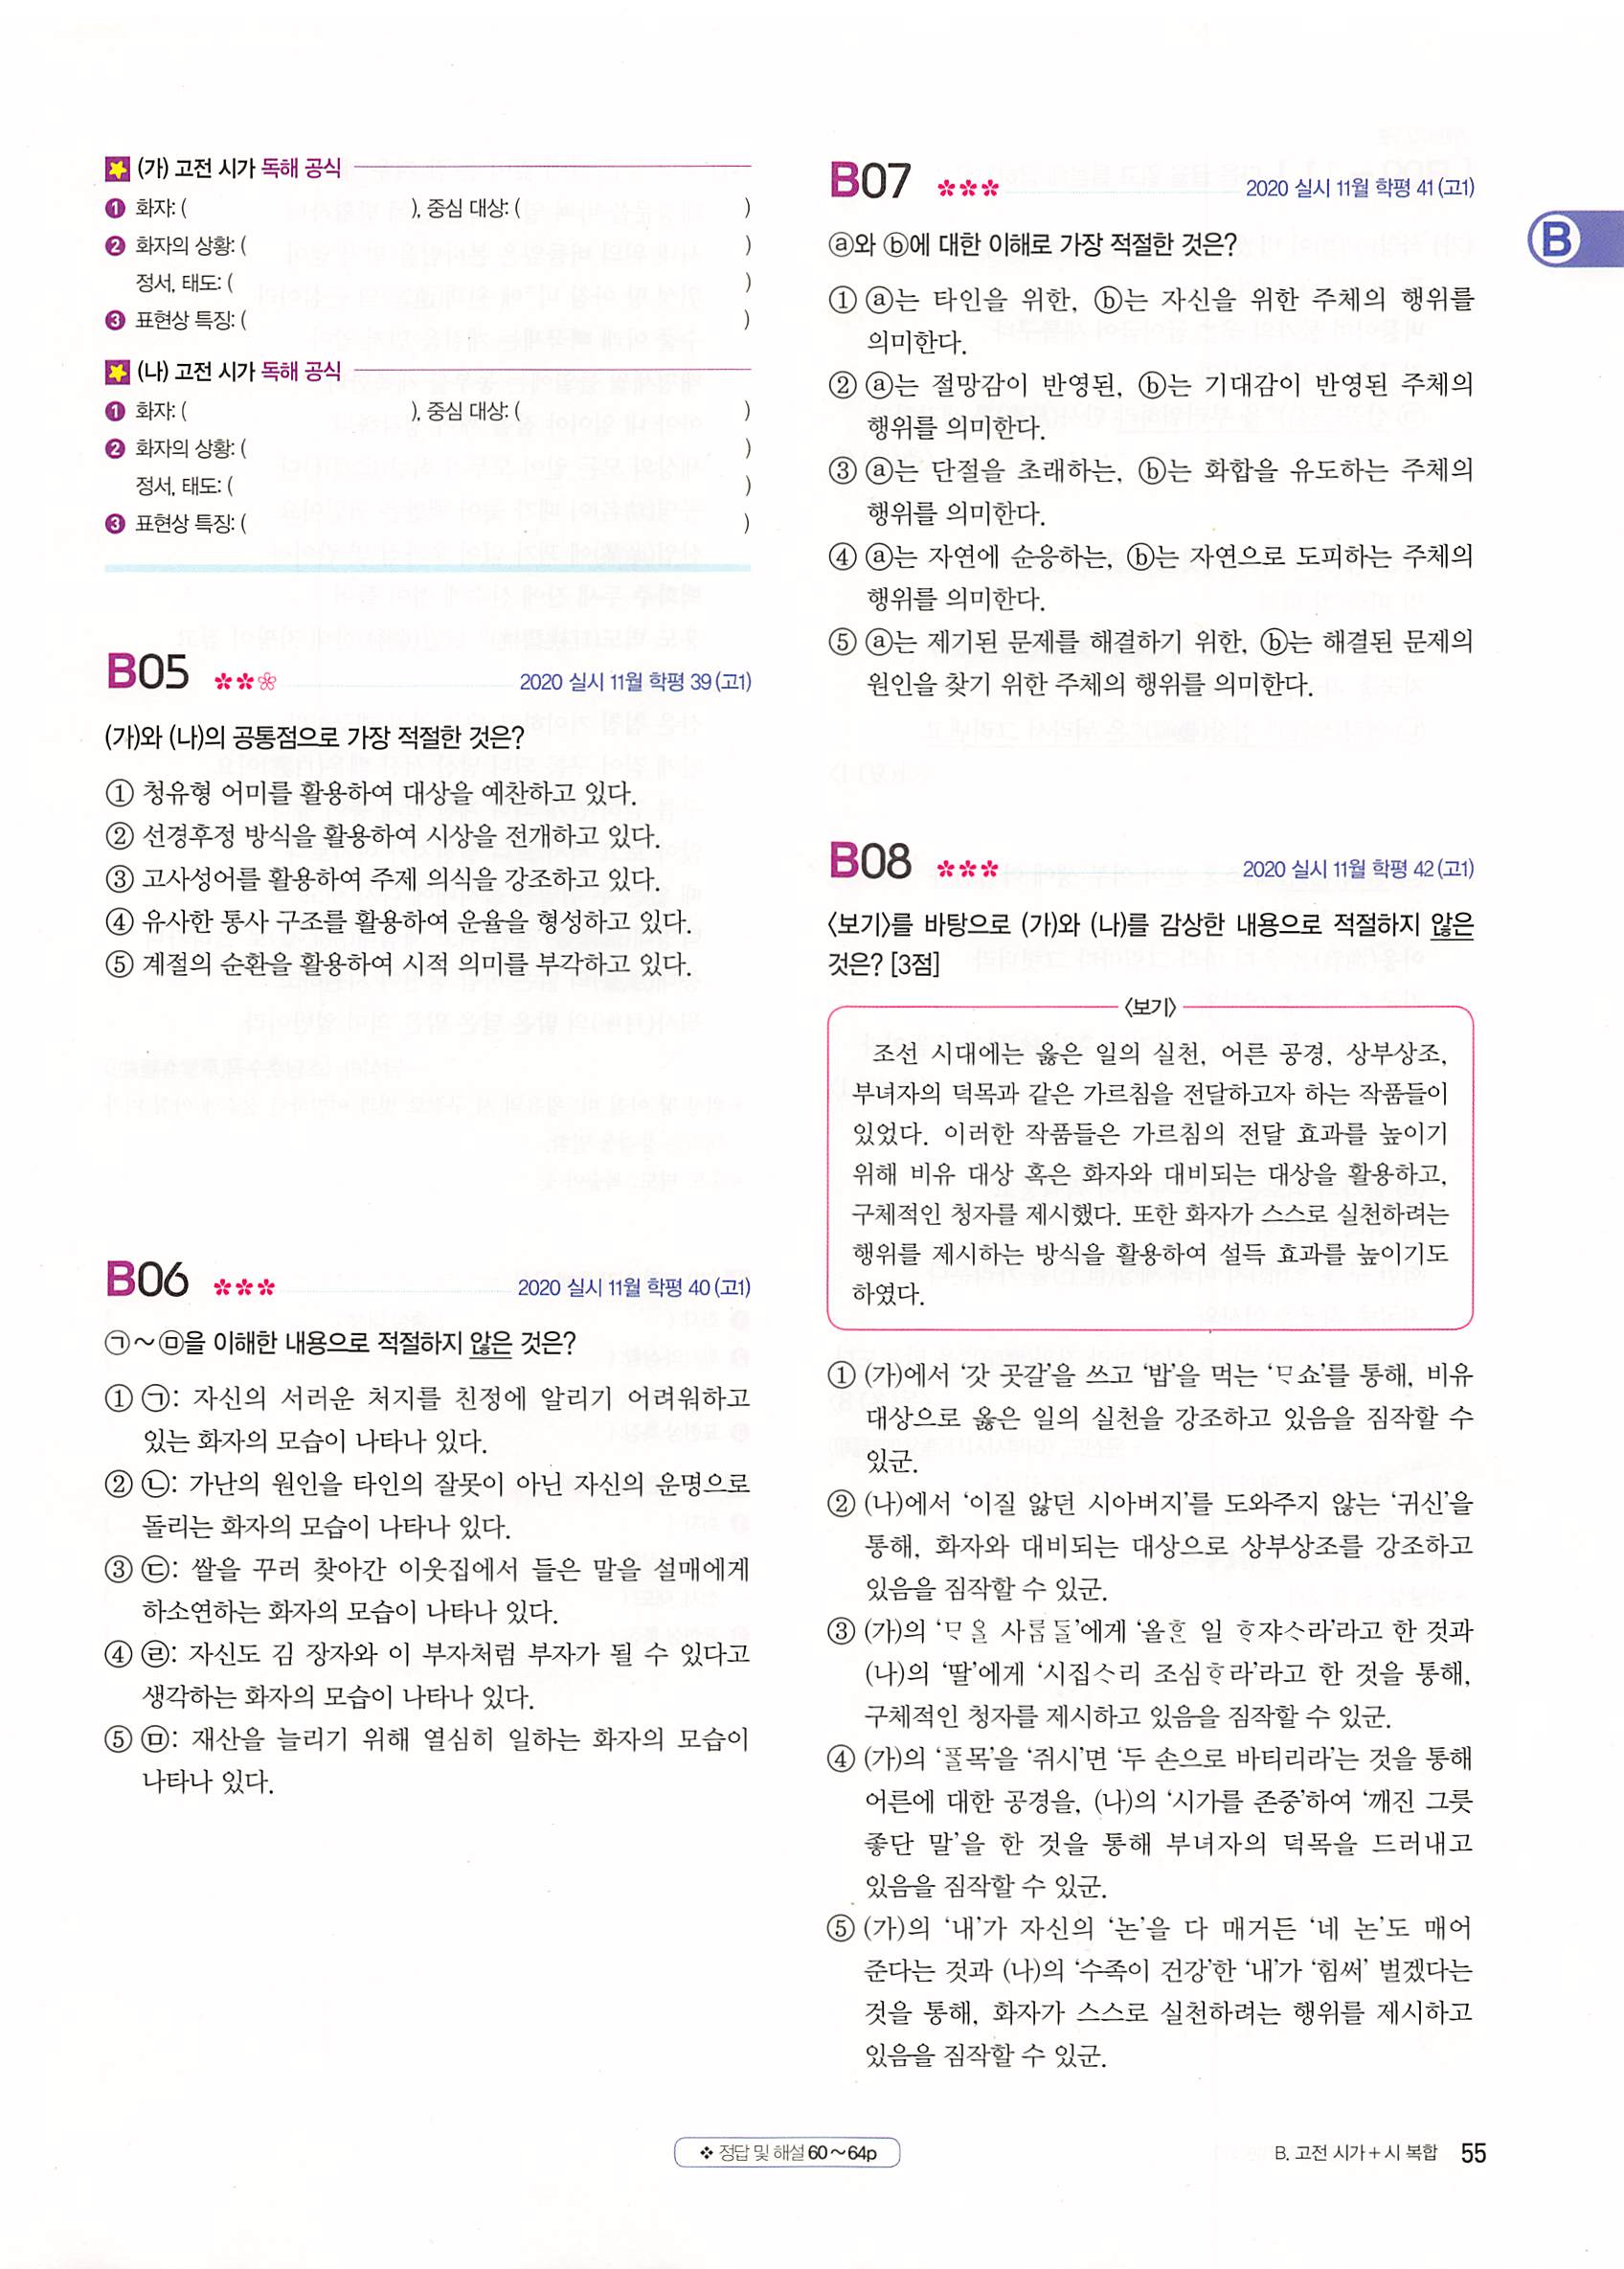 (가) 고전 시가 독해 공식
❶ 화자: ( ), 중심 대상: ( )
❷ 화자의 상황: ( )
정서, 태도: ( )
❸ 표현상 특징: ( )
(나) 고전 시가 독해 공식
❶ 화자: ( ), 중심 대상: ( )
❷ 화자의 상황: ( )
정서, 태도: ( )
❸ 표현상 특징: ( )
B05 2020 실시 11월 학평 39 (고1)
(가)와 (나)의 공통점으로 가장 적절한 것은?
① 청유형 어미를 활용하여 대상을 예찬하고 있다.
② 선경후정 방식을 활용하여 시상을 전개하고 있다.
③ 고사성어를 활용하여 주제 의식을 강조하고 있다.
④ 유사한 통사 구조를 활용하여 운율을 형성하고 있다.
⑤ 계절의 순환을 활용하여 시적 의미를 부각하고 있다.
B06 2020 실시 11월 학평 40 (고1)
㉠~㉤을 이해한 내용으로 적절하지 않은 것은?
① ㉠: 자신의 서러운 처지를 친정에 알리기 어려워하고
있는 화자의 모습이 나타나 있다.
② ㉡: 가난의 원인을 타인의 잘못이 아닌 자신의 운명으로
돌리는 화자의 모습이 나타나 있다.
③ ㉢: 쌀을 꾸러 찾아간 이웃집에서 들은 말을 설매에게
하소연하는 화자의 모습이 나타나 있다.
④ ㉣: 자신도 김 장자와 이 부자처럼 부자가 될 수 있다고
생각하는 화자의 모습이 나타나 있다.
⑤ ㉤: 재산을 늘리기 위해 열심히 일하는 화자의 모습이
나타나 있다.
B07 2020 실시 11월 학평 41 (고1)
ⓐ와 ⓑ에 대한 이해로 가장 적절한 것은?
① ⓐ는 타인을 위한, ⓑ는 자신을 위한 주체의 행위를
의미한다.
② ⓐ는 절망감이 반영된, ⓑ는 기대감이 반영된 주체의
행위를 의미한다.
③ ⓐ는 단절을 초래하는, ⓑ는 화합을 유도하는 주체의
행위를 의미한다.
④ ⓐ는 자연에 순응하는, ⓑ는 자연으로 도피하는 주체의
행위를 의미한다.
⑤ ⓐ는 제기된 문제를 해결하기 위한, ⓑ는 해결된 문제의
원인을 찾기 위한 주체의 행위를 의미한다.
B08 2020 실시 11월 학평 42 (고1)
〈보기〉를 바탕으로 (가)와 (나)를 감상한 내용으로 적절하지 않은
것은? [3점]
〈보기〉
조선 시대에는 옳은 일의 실천, 어른 공경, 상부상조,
부녀자의 덕목과 같은 가르침을 전달하고자 하는 작품들이
있었다. 이러한 작품들은 가르침의 전달 효과를 높이기
위해 비유 대상 혹은 화자와 대비되는 대상을 활용하고,
구체적인 청자를 제시했다. 또한 화자가 스스로 실천하려는
행위를 제시하는 방식을 활용하여 설득 효과를 높이기도
하였다.
① (가)에서 ‘갓 곳갈’을 쓰고 ‘밥’을 먹는 ‘ᄆᆞ쇼’를 통해, 비유
대상으로 옳은 일의 실천을 강조하고 있음을 짐작할 수
있군.
② (나)에서 ‘이질 앓던 시아버지’를 도와주지 않는 ‘귀신’을
통해, 화자와 대비되는 대상으로 상부상조를 강조하고
있음을 짐작할 수 있군.
③ (가)의 ‘ᄆᆞ을 사ᄅᆞᆷ들’에게 ‘올ᄒᆞᆫ 일 ᄒᆞ쟈ᄉᆞ라’라고 한 것과
(나)의 ‘딸’에게 ‘시집ᄉᆞ리 조심ᄒᆞ라’라고 한 것을 통해,
구체적인 청자를 제시하고 있음을 짐작할 수 있군.
④ (가)의 ‘ᄑᆞᆯ목’을 ‘쥐시’면 ‘두 손으로 바티리라’는 것을 통해
어른에 대한 공경을, (나)의 ‘시가를 존중’하여 ‘깨진 그릇
좋단 말’을 한 것을 통해 부녀자의 덕목을 드러내고
있음을 짐작할 수 있군.
⑤ (가)의 ‘내’가 자신의 ‘논’을 다 매거든 ‘네 논’도 매어
준다는 것과 (나)의 ‘수족이 건강’한 ‘내’가 ‘힘써’ 벌겠다는
것을 통해, 화자가 스스로 실천하려는 행위를 제시하고
있음을 짐작할 수 있군.
B
❖ 정답 및 해설 60~64p
B. 고전 시가+시 복합 55